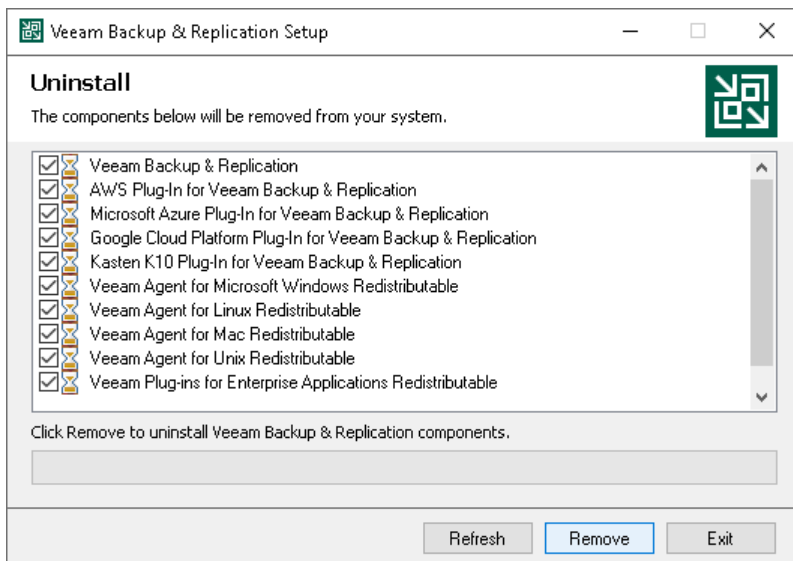 Veeam Backup & Replication Setup
Uninstall
The components below will be removed from your system.
Veeam Backup & Replication
AWS Plug-In for Veeam Backup & Replication
Microsoft Azure Plug-In for Veeam Backup & Replication
Google Cloud Platform Plug-In for Veeam Backup & Replication
Kasten K10 Plug-In for Veeam Backup & Replication
Veeam Agent for Microsoft Windows Redistributable
Veeam Agent for Linux Redistributable
Veeam Agent for Mac Redistributable
Veeam Agent for Unix Redistributable
Veeam Plug-ins for Enterprise Applications Redistributable
Click Remove to uninstall Veeam Backup & Replication components.
Refresh Remove Exit